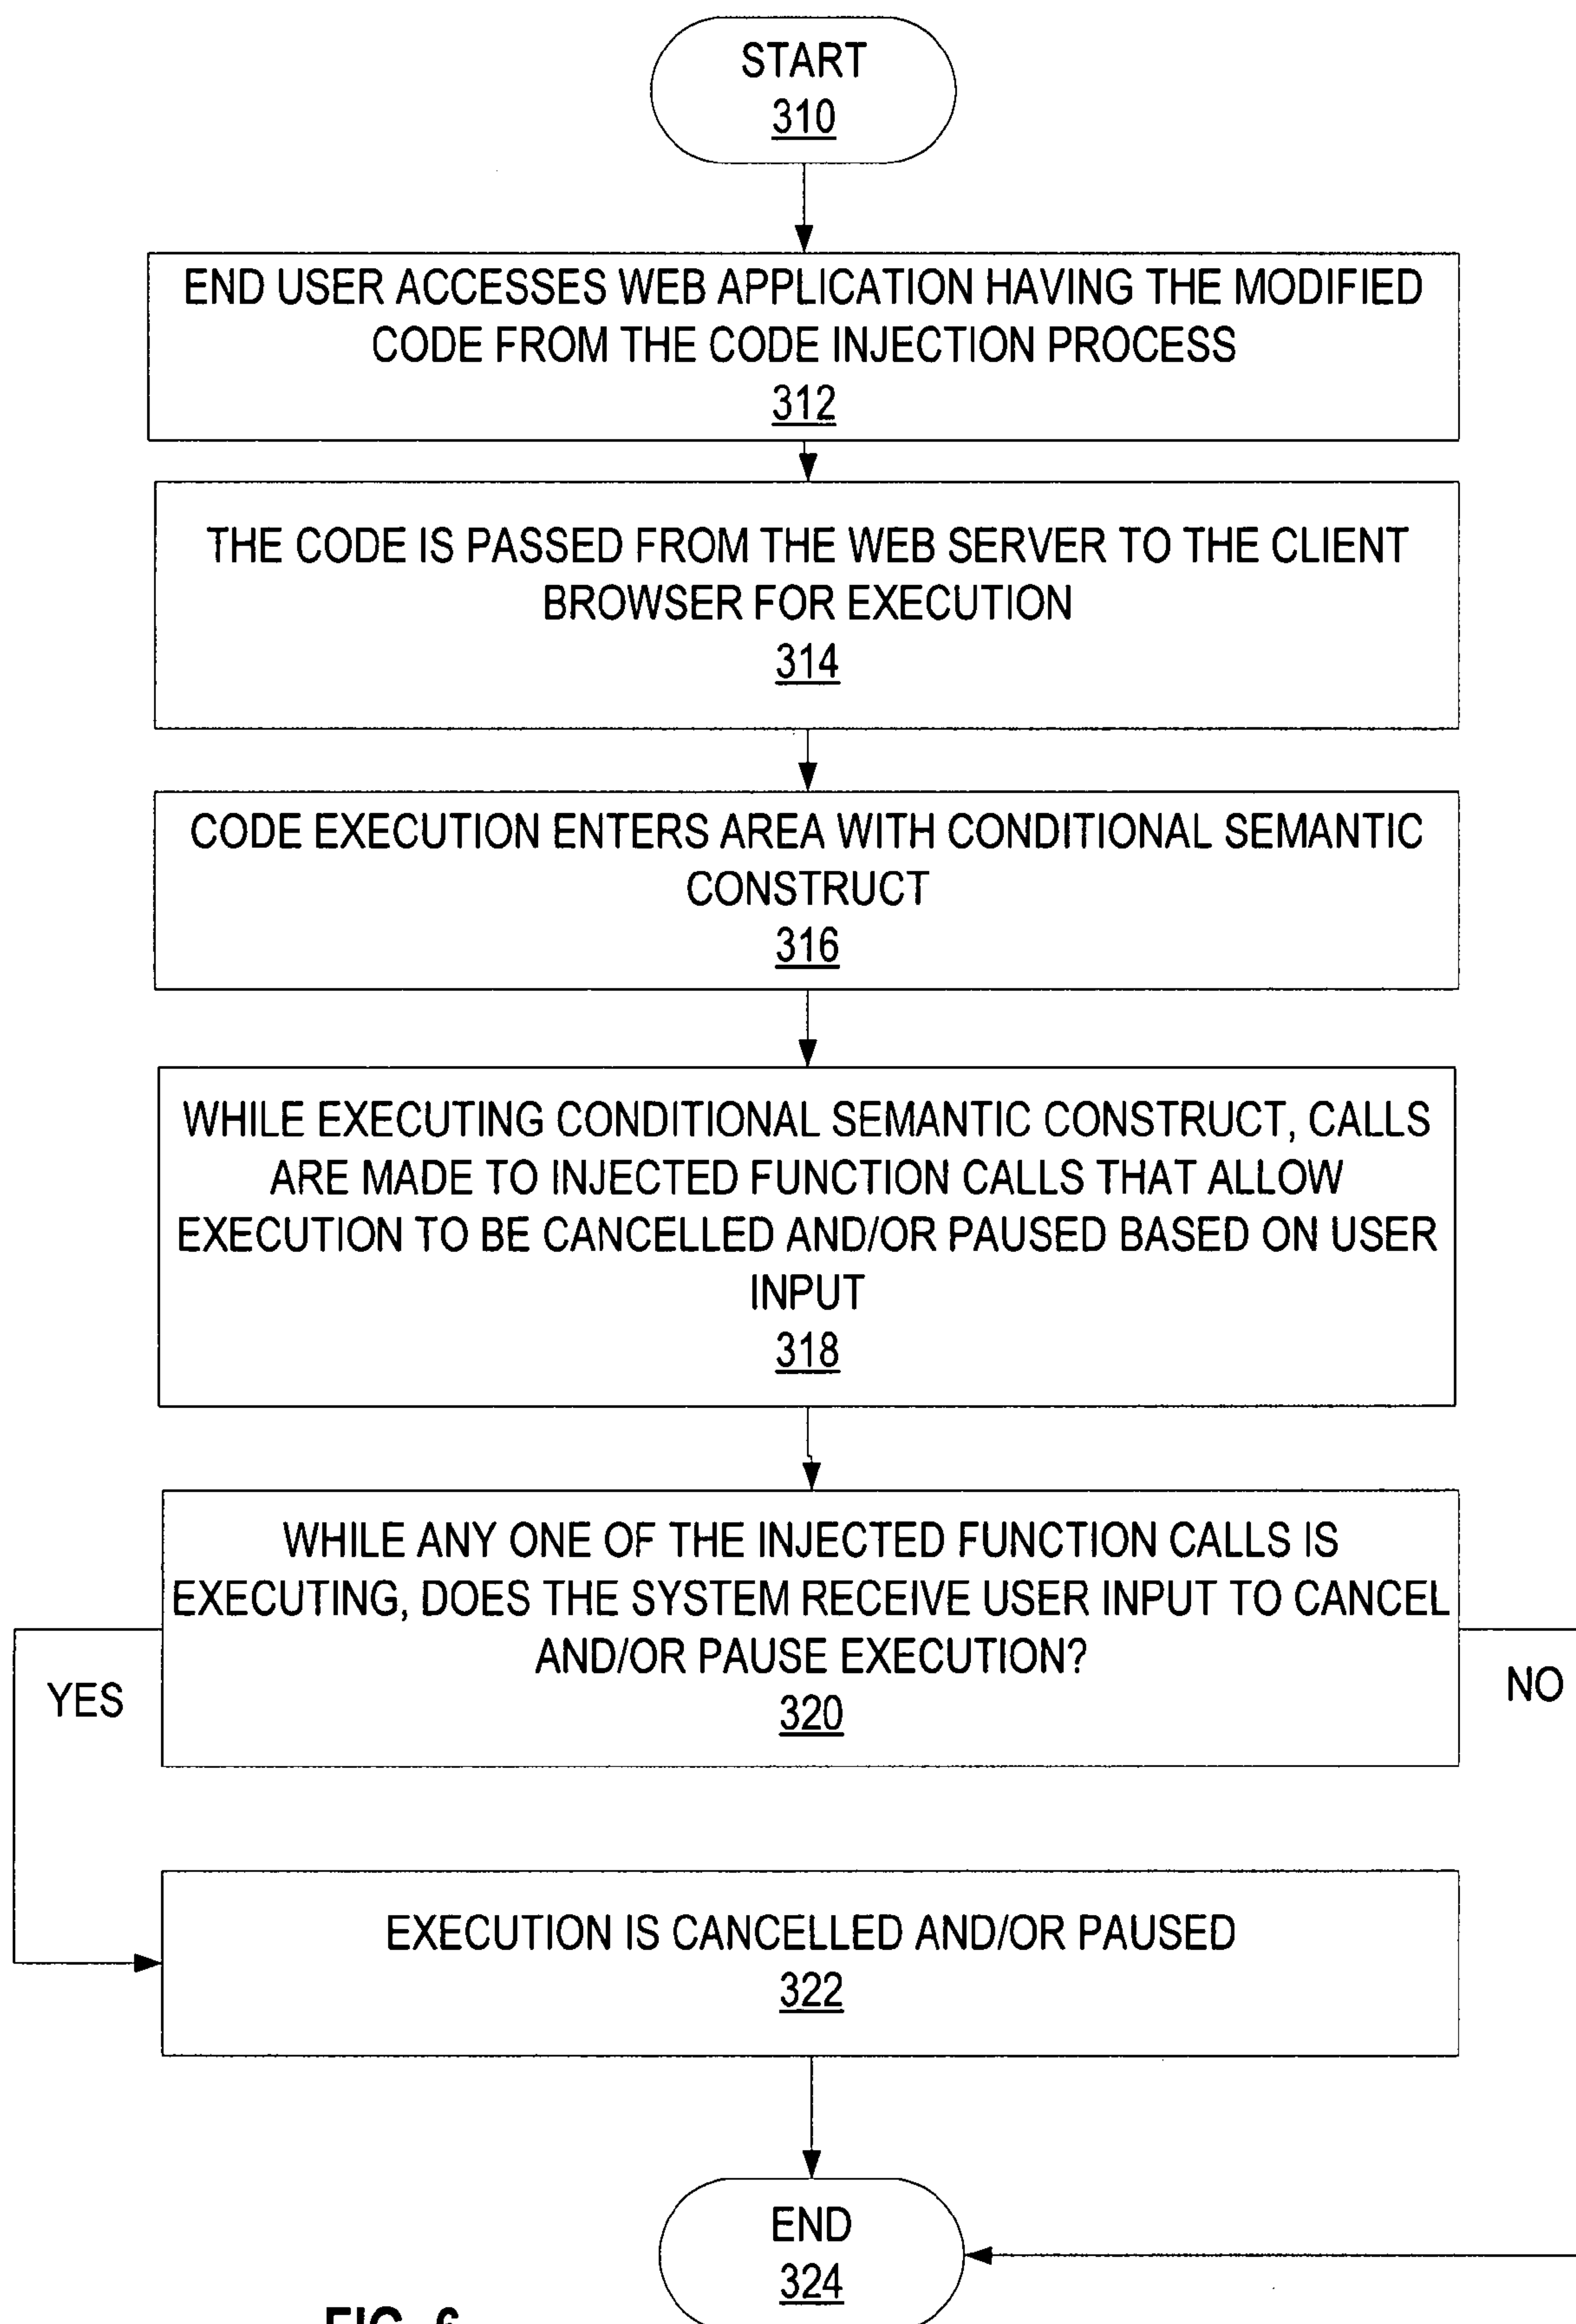 START
310
END USER ACCESSES WEB APPLICATION HAVING THE MODIFIED
CODE FROM THE CODE INJECTION PROCESS
312
THE CODE IS PASSED FROM THE WEB SERVER TO THE CLIENT
BROWSER FOR EXECUTION
314
CODE EXECUTION ENTERS AREA WITH CONDITIONAL SEMANTIC
CONSTRUCT
316
WHILE EXECUTING CONDITIONAL SEMANTIC CONSTRUCT, CALLS
ARE MADE TO INJECTED FUNCTION CALLS THAT ALLOW
EXECUTION TO BE CANCELLED AND/OR PAUSED BASED ON USER
INPUT
318
WHILE ANY ONE OF THE INJECTED FUNCTION CALLS IS
EXECUTING, DOES THE SYSTEM RECEIVE USER INPUT TO CANCEL
AND/OR PAUSE EXECUTION?
320
YES
NO
EXECUTION IS CANCELLED AND/OR PAUSED
322
END
324
FIG. 6